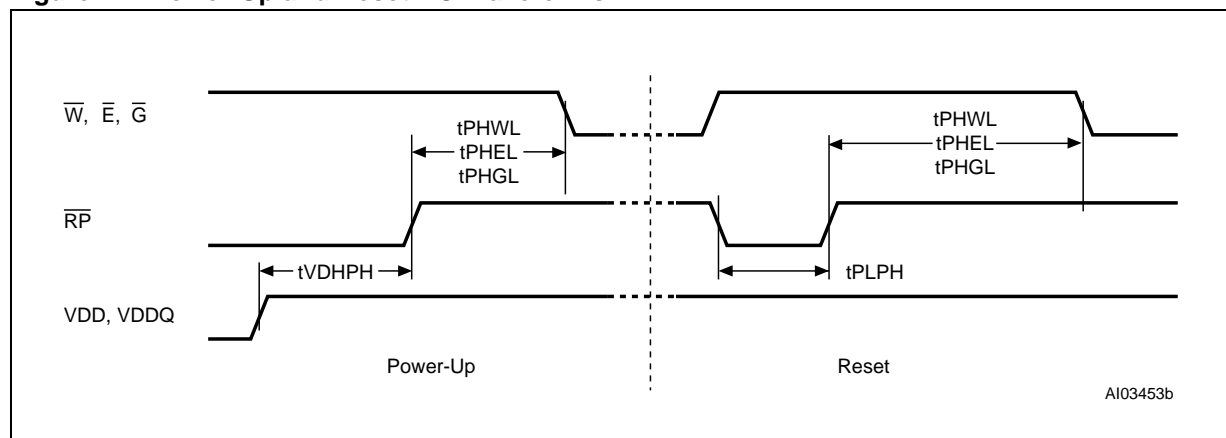 W, E, G
tPHWL
tPHEL
tPHGL
tPHWL
tPHEL
tPHGL
RP
tVDHPH
tPLPH
VDD, VDDQ
Power-Up
Reset
AI03453b